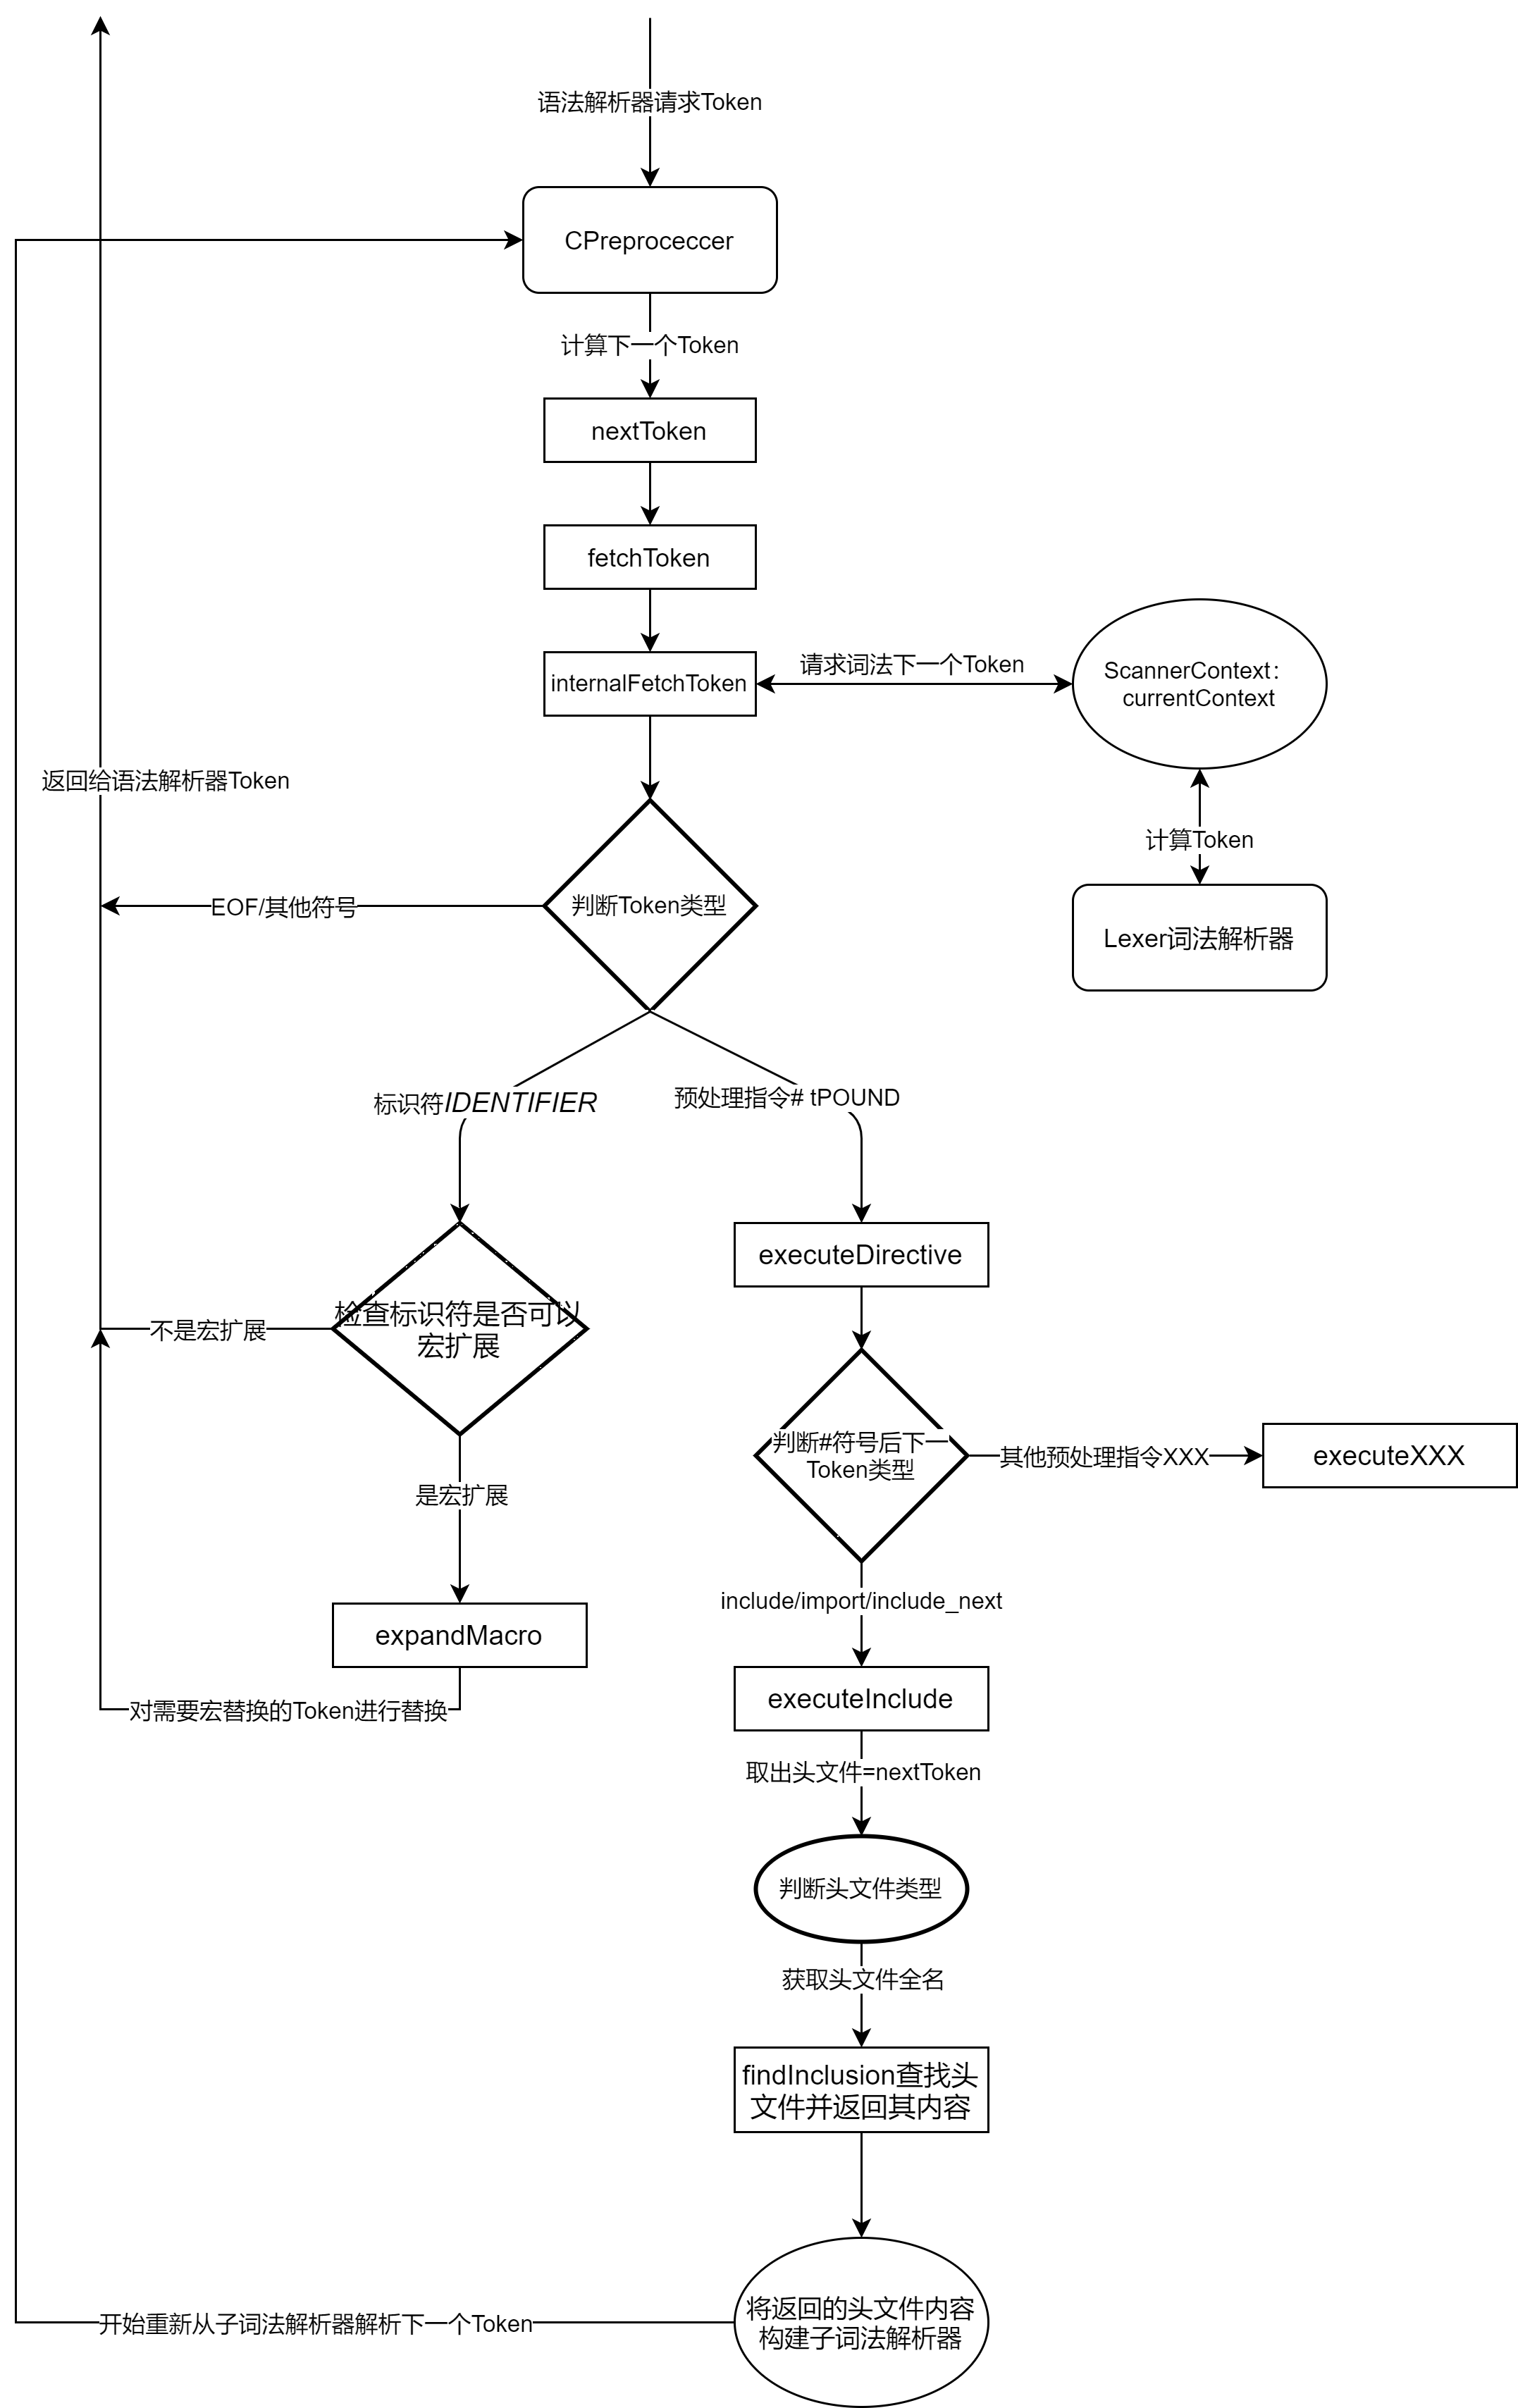 语法解析器请求Token
CPreproceccer
计算下一个Token
nextToken
fetchToken
internalFetchToken
请求词法下一个Token
ScannerContext：
currentContext
返回给语法解析器Token
计算Token
EOF/其他符号
判断Token类型
Lexer词法解析器
标识符IDENTIFIER
预处理指令# tPOUND
executeDirective
检查标识符是否可以
宏扩展
不是宏扩展
判断#符号后下一
Token类型
其他预处理指令XXX
executeXXX
是宏扩展
include/import/include_next
expandMacro
executeInclude
对需要宏替换的Token进行替换
取出头文件=nextToken
判断头文件类型
获取头文件全名
findInclusion查找头
文件并返回其内容
将返回的头文件内容
构建子词法解析器
开始重新从子词法解析器解析下一个Token